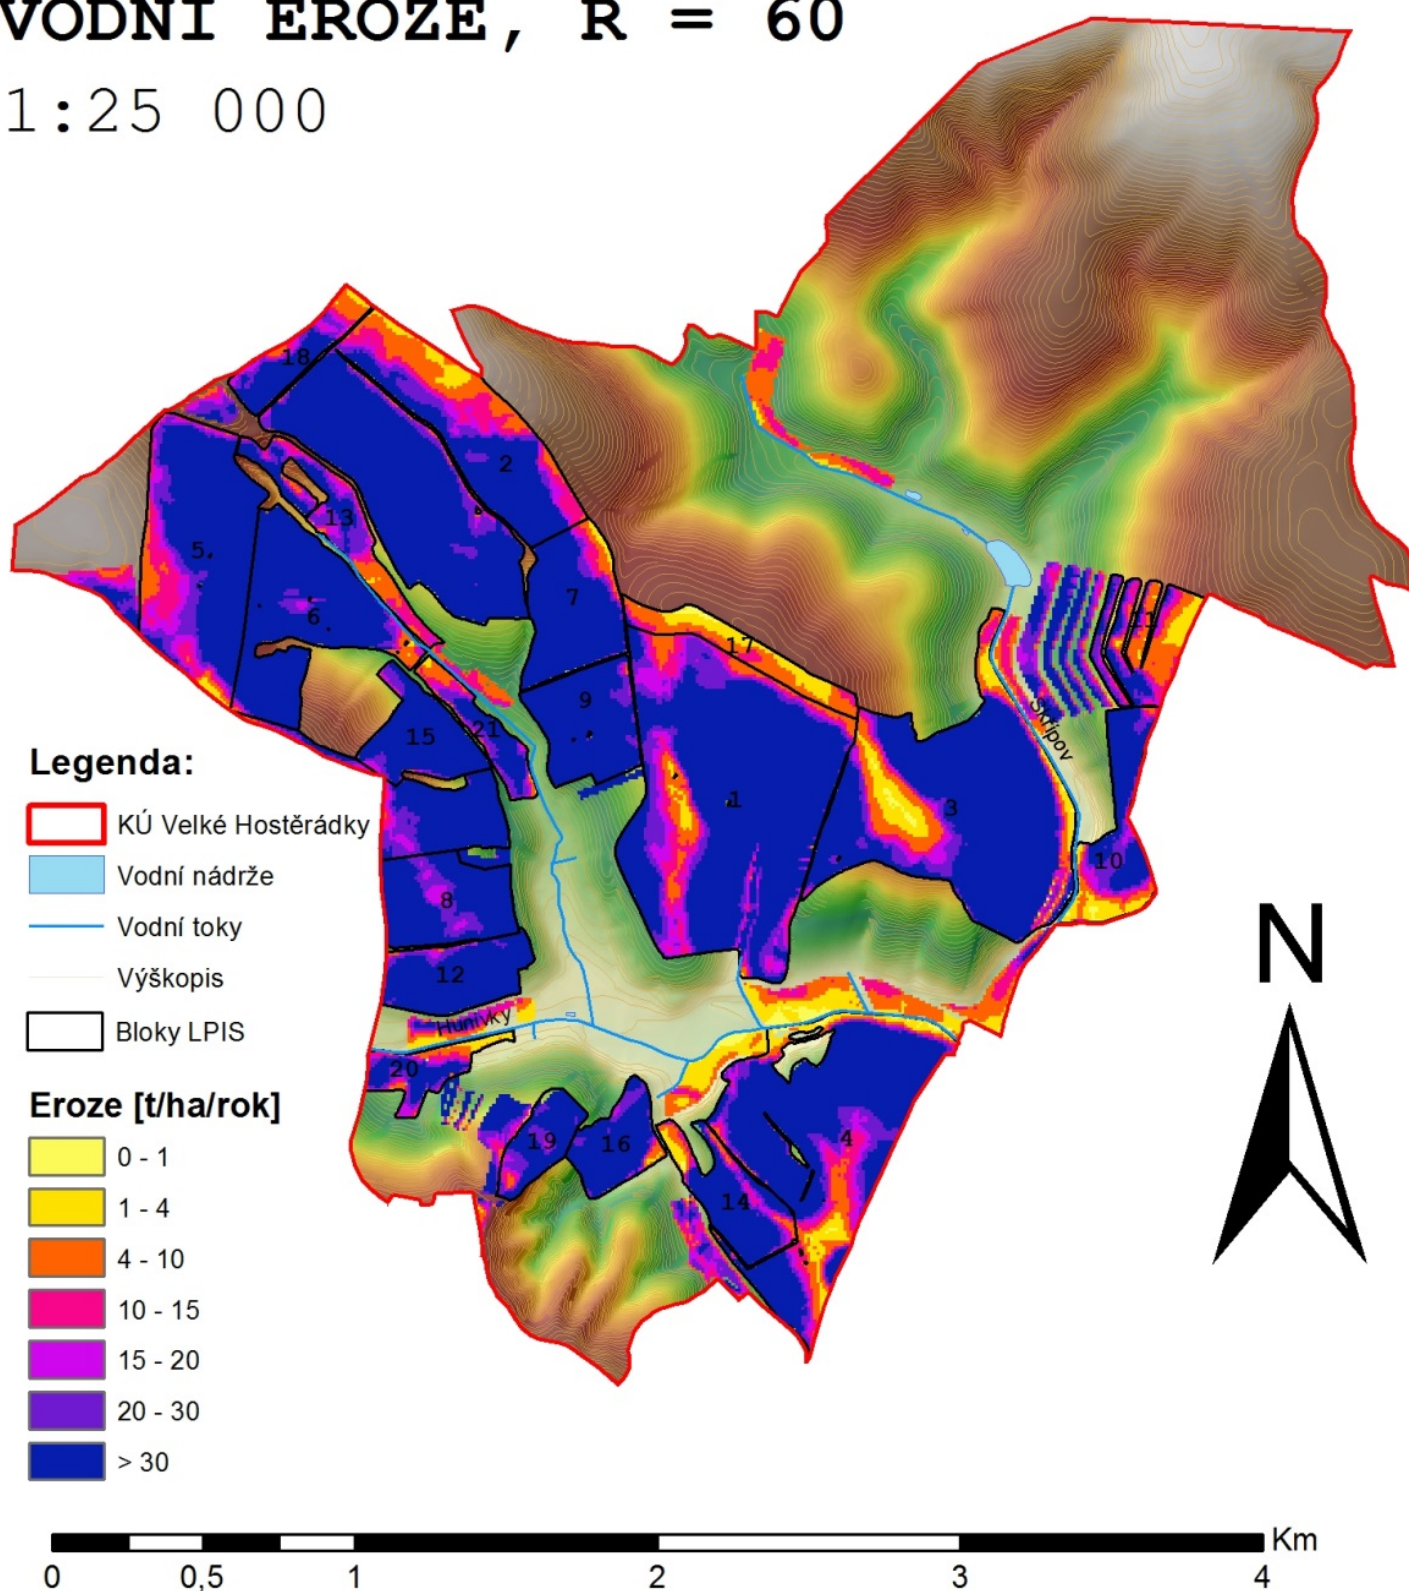 VODNÍ EROZE, R = 60
1:25 000
18
2
13
5
7
6
17
11
9
15
21
Skřipov
1
3
10
8
12
Hunivky
20
19
16
4
14
Legenda:
KÚ Velké Hostěrádky
Vodní nádrže
Vodní toky
Výškopis
Bloky LPIS
Eroze [t/ha/rok]
0 - 1
1 - 4
4 - 10
10 - 15
15 - 20
20 - 30
> 30
N
Km
0 0,5 1 2 3 4